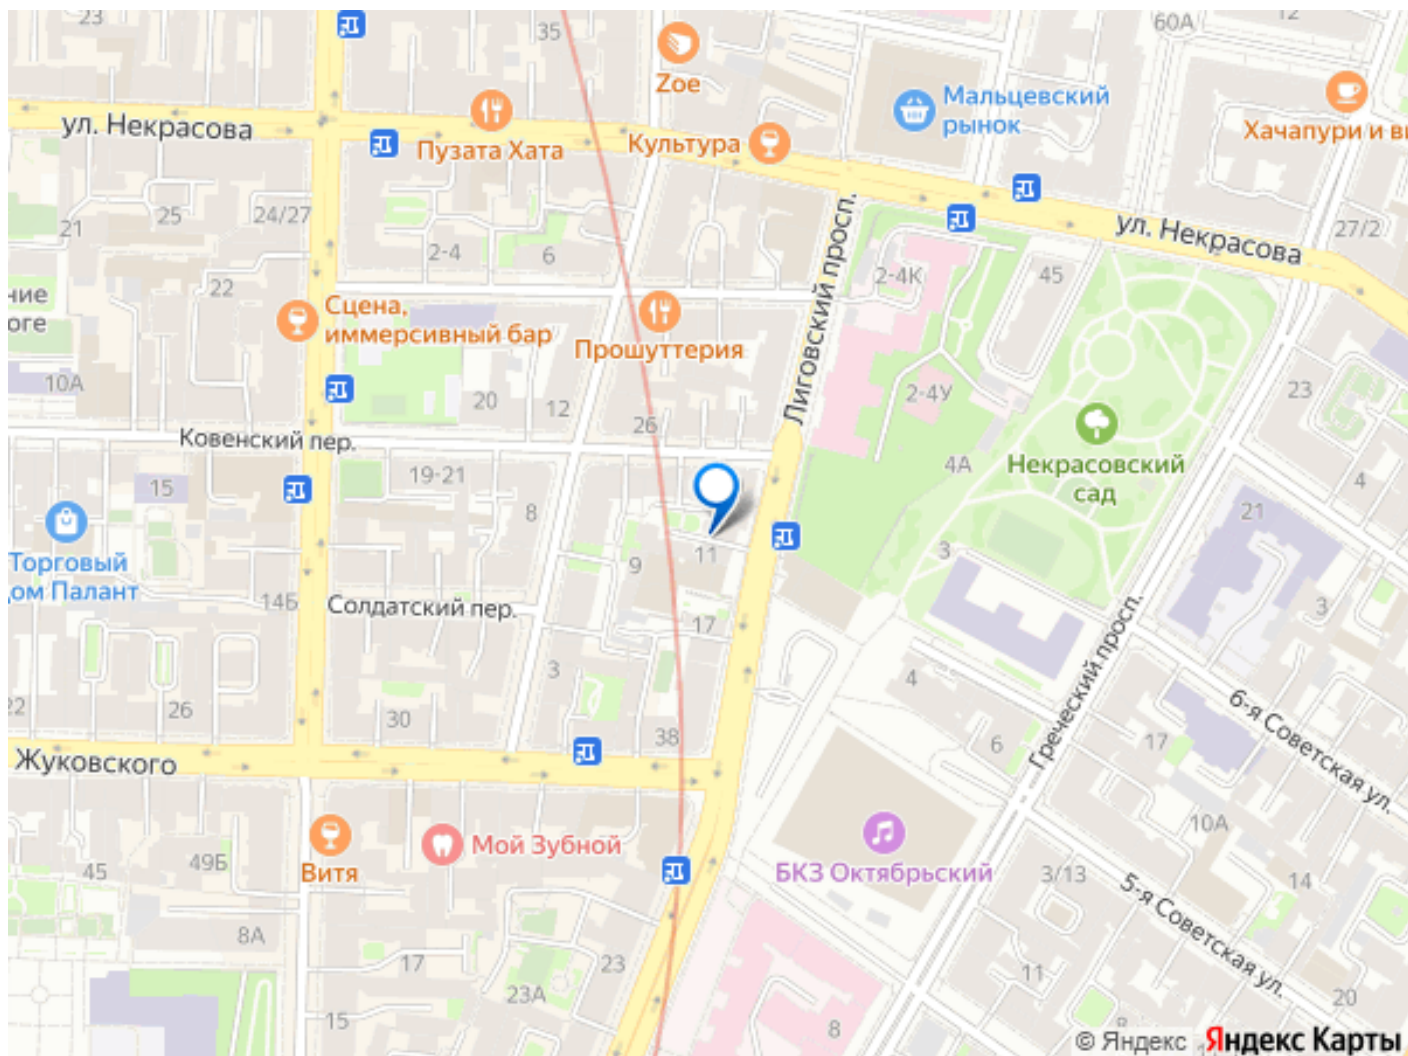 23
35
Zoe
12
60А
Мальцевский
рынок
Хачапури и ви
ул. Некрасова
Пузата Хата
Культура
21
25
24/27
2-4
6
22
Лиговский просп.
2-4К
45
ул. Некрасова
27/2
ние
оге
Сцена,
иммерсивный бар
Прошуттерия
10А
20
12
26
2-4У
23
Ковенский пер.
19-21
15
8
4А
Некрасовский
сад
4
21
Торговый
ом Палант
9
11
3
14Б
Солдатский пер.
17
3
3
Греческий просп.
22
26
30
38
4
6
17
6-я Советская ул.
Жуковского
10А
45
49Б
Витя
Мой Зубной
БКЗ Октябрьский
3/13
14
5-я Советская ул.
8А
17
23
23А
15
11
20
8
8
© Яндекс Яндекс Карты